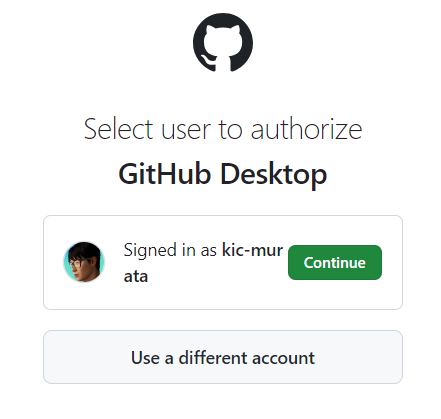 Select user to authorize
GitHub Desktop
Signed in as kic-mur
ata
Continue
Use a different account